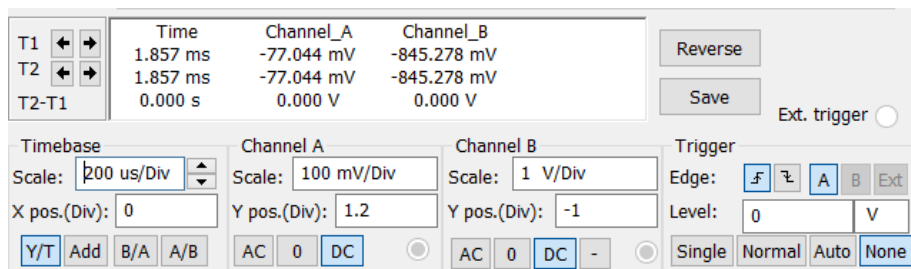 Time Channel_A Channel_B
T1 1.857 ms -77.044 mV -845.278 mV Reverse
T2 1.857 ms -77.044 mV -845.278 mV
T2-T1 0.000 s 0.000 V 0.000 V Save
Ext. trigger
Timebase Channel A Channel B Trigger
Scale: 200 us/Div Scale: 100 mV/Div Scale: 1 V/Div Edge: A B Ext
X pos.(Div): 0 Y pos.(Div): 1.2 Y pos.(Div): -1 Level: 0 V
Y/T Add B/A A/B AC 0 DC AC 0 DC - Single Normal Auto None